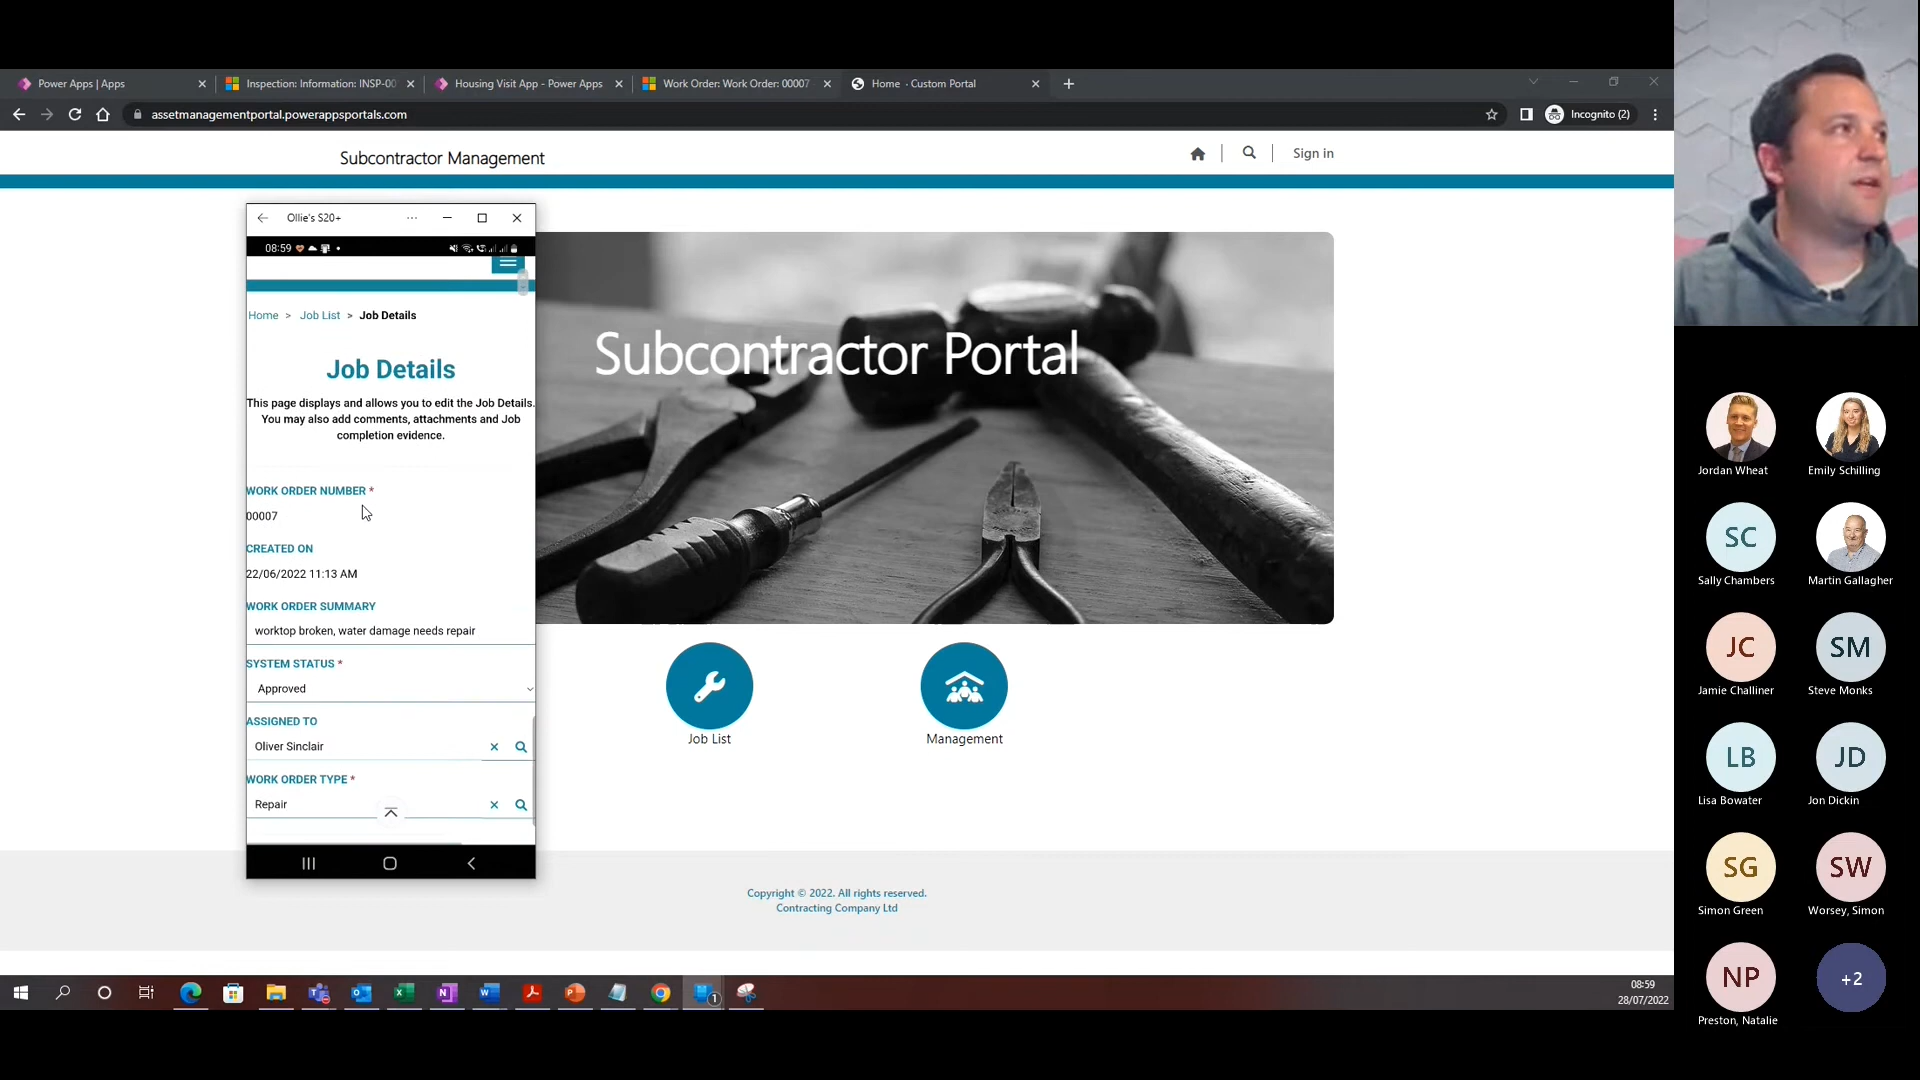 Power Apps | Apps
Inspection: Information: INSP-00
Housing Visit App - Power Apps
Work Order: Work Order: 00007
Home · Custom Portal
assetmanagementportal.powerappsportals.com
Incognito (2)
Subcontractor Management
Sign in
Ollie's S20+
08:59
Home > Job List > Job Details
Job Details
This page displays and allows you to edit the Job Details.
You may also add comments, attachments and Job
completion evidence.
WORK ORDER NUMBER *
00007
CREATED ON
22/06/2022 11:13 AM
WORK ORDER SUMMARY
worktop broken, water damage needs repair
SYSTEM STATUS *
Approved
ASSIGNED TO
Oliver Sinclair
WORK ORDER TYPE *
Repair
Subcontractor Portal
Job List
Management
Copyright © 2022. All rights reserved.
Contracting Company Ltd
1
08:59
28/07/2022
Jordan Wheat
Emily Schilling
SC
Sally Chambers
Martin Gallagher
JC
Jamie Challiner
SM
Steve Monks
LB
Lisa Bowater
JD
Jon Dickin
SG
Simon Green
SW
Worsey, Simon
NP
Preston, Natalie
+2